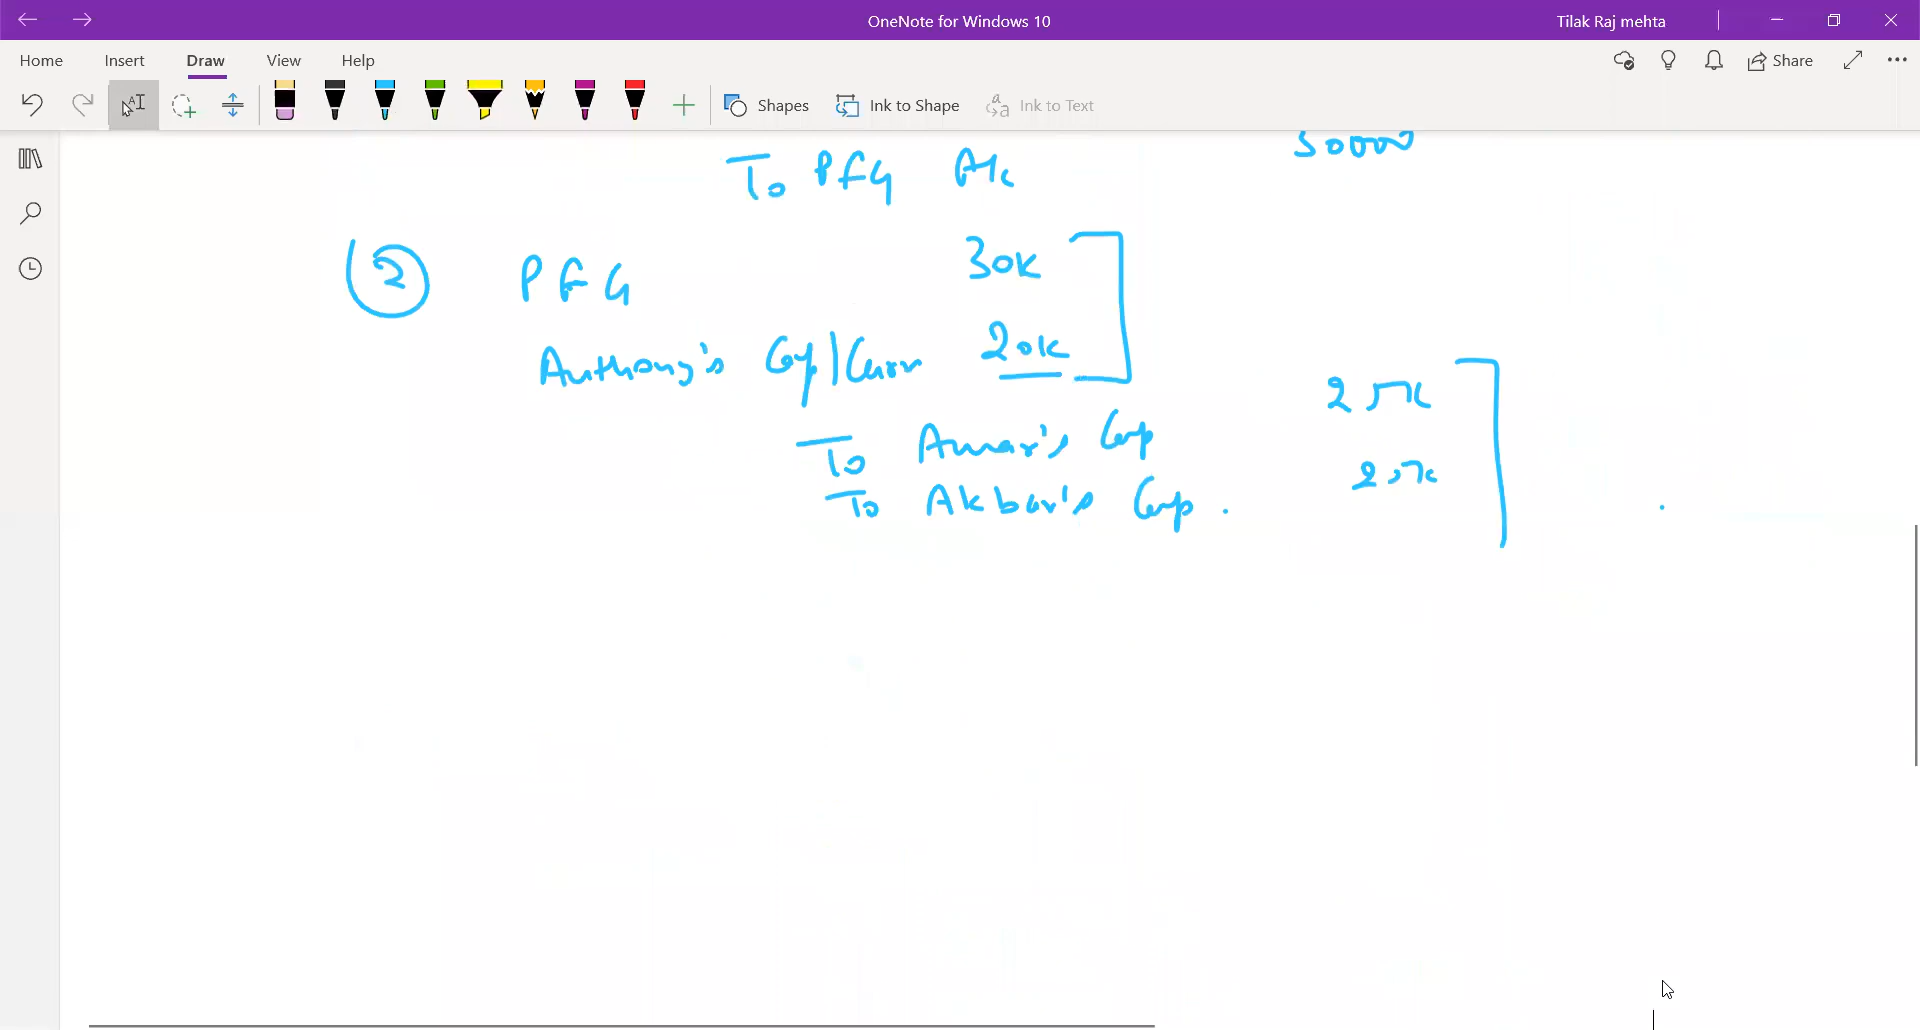 OneNote for Windows 10
Tilak Raj mehta
Home Insert Draw View Help
Share
Shapes Ink to Shape Ink to Text
To PFG A/c
2 PFG 30K
Anthony's Cap/Curr 20K
To Amar's Cap 25K
To Akbar's Cap. 25K